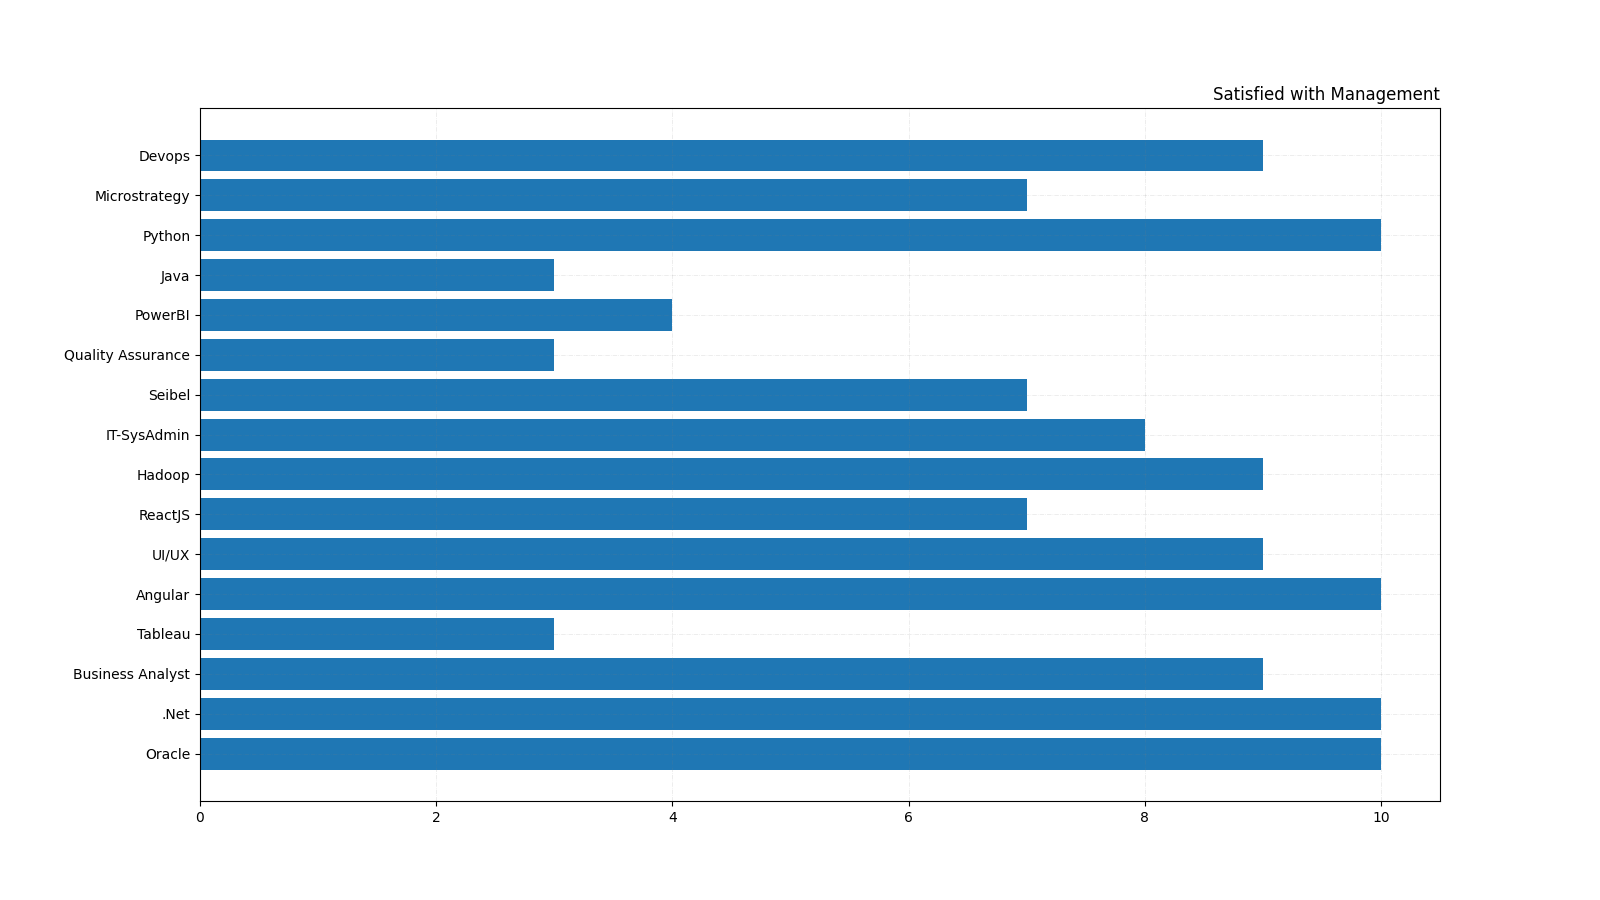 Satisfied with Management
Devops
Microstrategy
Python
Java
PowerBI
Quality Assurance
Seibel
IT-SysAdmin
Hadoop
ReactJS
UI/UX
Angular
Tableau
Business Analyst
.Net
Oracle
0 2 4 6 8 10